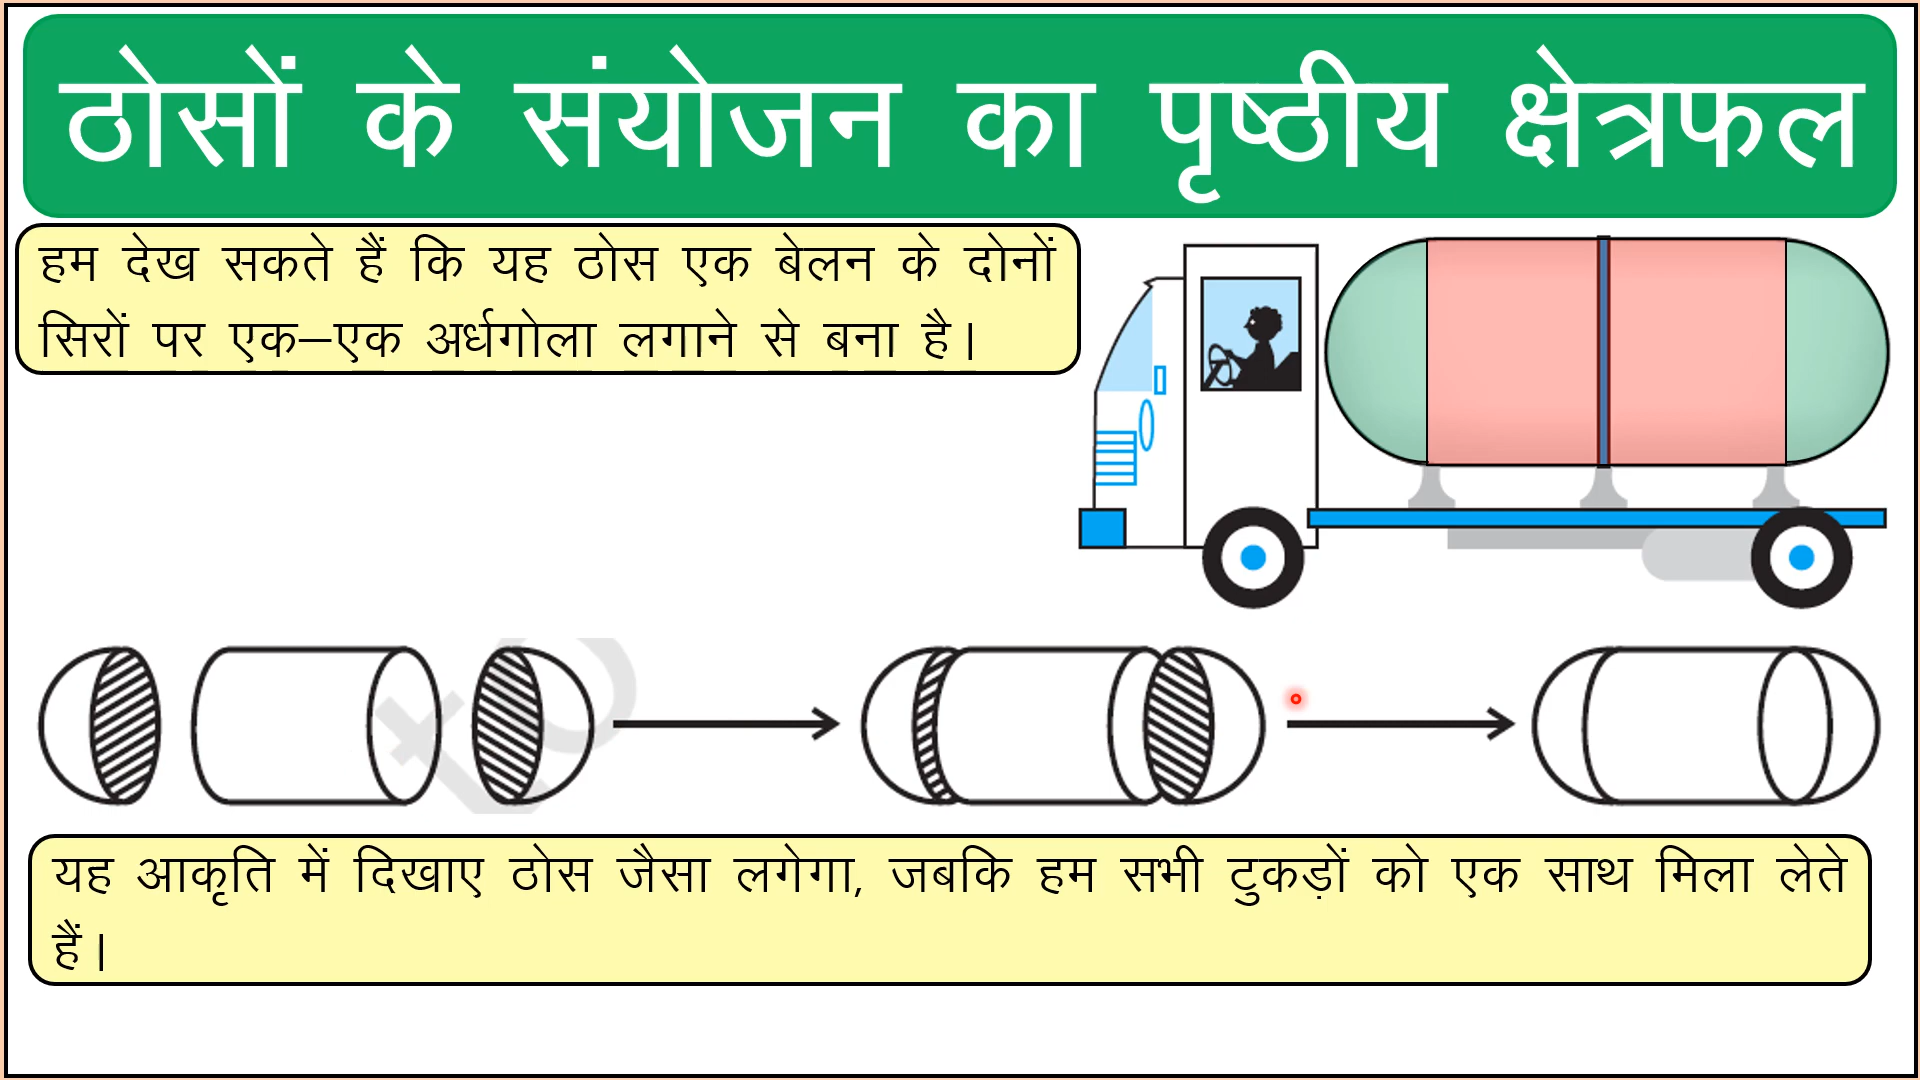 ठोसों के संयोजन का पृष्ठीय क्षेत्रफल
हम देख सकते हैं कि यह ठोस एक बेलन के दोनों
सिरों पर एक–एक अर्धगोला लगाने से बना है।
to
यह आकृति में दिखाए ठोस जैसा लगेगा, जबकि हम सभी टुकड़ों को एक साथ मिला लेते
हैं।